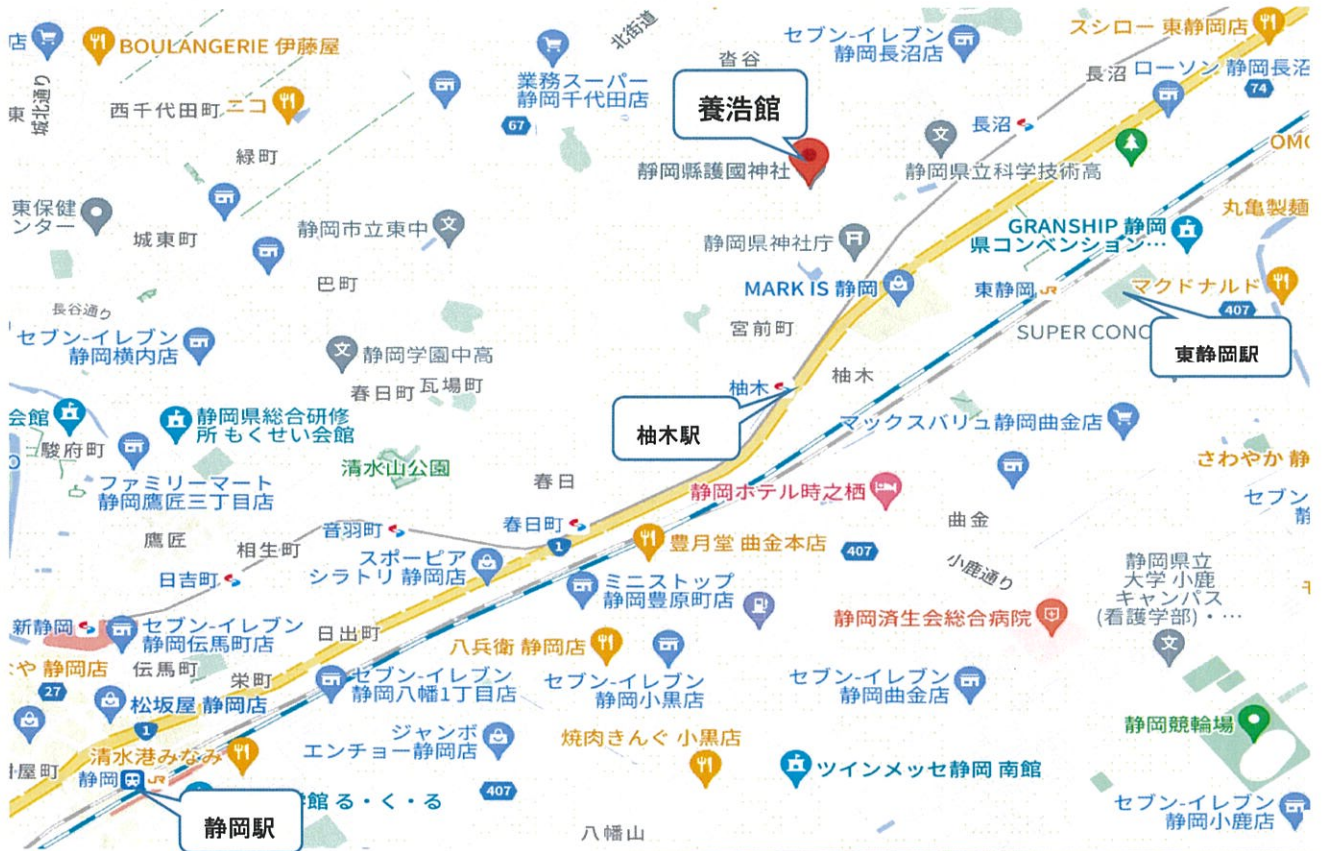 店
BOULANGERIE 伊藤屋
北街道
業務スーパー
静岡千代田店
沓谷
セブン-イレブン
静岡長沼店
スシロー 東静岡店
長沼
ローソン 静岡長沼
74
東
城北通り
西千代田町
ニコ
67
養浩館
長沼
緑町
靜岡縣護國神社
静岡県立科学技術高
OMO
東保健
ンター
城東町
静岡市立東中
静岡県神社庁
GRANSHIP 静岡
県コンベンション…
丸亀製麺
巴町
MARK IS 静岡
東静岡
マクドナルド
407
長谷通り
セブン-イレブン
静岡横内店
宮前町
SUPER CONC
東静岡駅
静岡学園中高
春日町
瓦場町
柚木
柚木
柚木駅
会館
静岡県総合研修
所 もくせい会館
マックスバリュ静岡曲金店
駿府町
清水山公園
さわやか 静
ファミリーマート
静岡鷹匠三丁目店
春日
静岡ホテル時之栖
セブン
静
鷹匠
相生町
音羽町
春日町
1
豊月堂 曲金本店
407
曲金
小鹿通り
日吉町
スポーピア
シラトリ 静岡店
ミニストップ
静岡豊原町店
静岡県立
大学 小鹿
キャンパス
(看護学部)・…
新静岡
セブン-イレブン
静岡伝馬町店
日出町
八兵衛 静岡店
静岡済生会総合病院
や 静岡店
伝馬町
27
栄町
セブン-イレブン
静岡八幡1丁目店
セブン-イレブン
静岡小黒店
セブン-イレブン
静岡曲金店
松坂屋 静岡店
1
ジャンボ
エンチョー静岡店
焼肉きんぐ 小黒店
静岡競輪場
清水港みなみ
屋町
静岡
ツインメッセ静岡 南館
館 る・く・る
407
静岡駅
八幡山
セブン-イレブン
静岡小鹿店